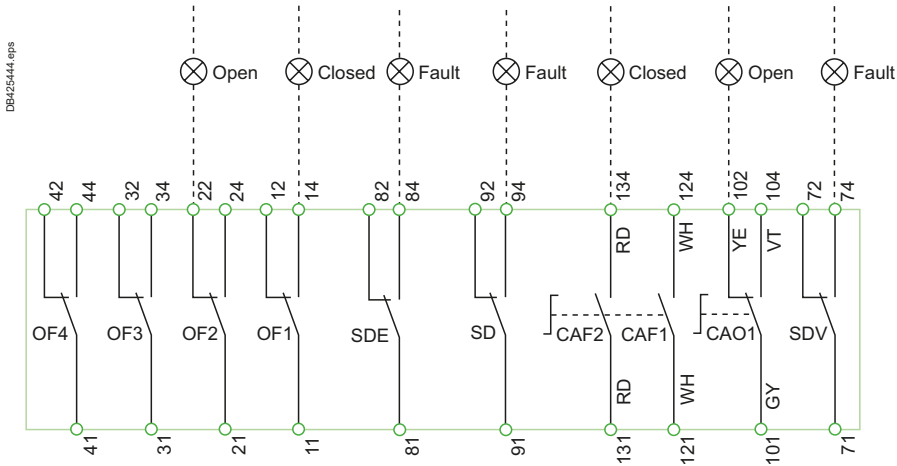 DB425444.eps
Open Closed Fault Fault Closed Open Fault
42 44 32 34 22 24 12 14 82 84 92 94 134 124 102 104 72 74
RD WH YE VT
OF4 OF3 OF2 OF1 SDE SD CAF2 CAF1 CAO1 SDV
RD WH GY
41 31 21 11 81 91 131 121 101 71